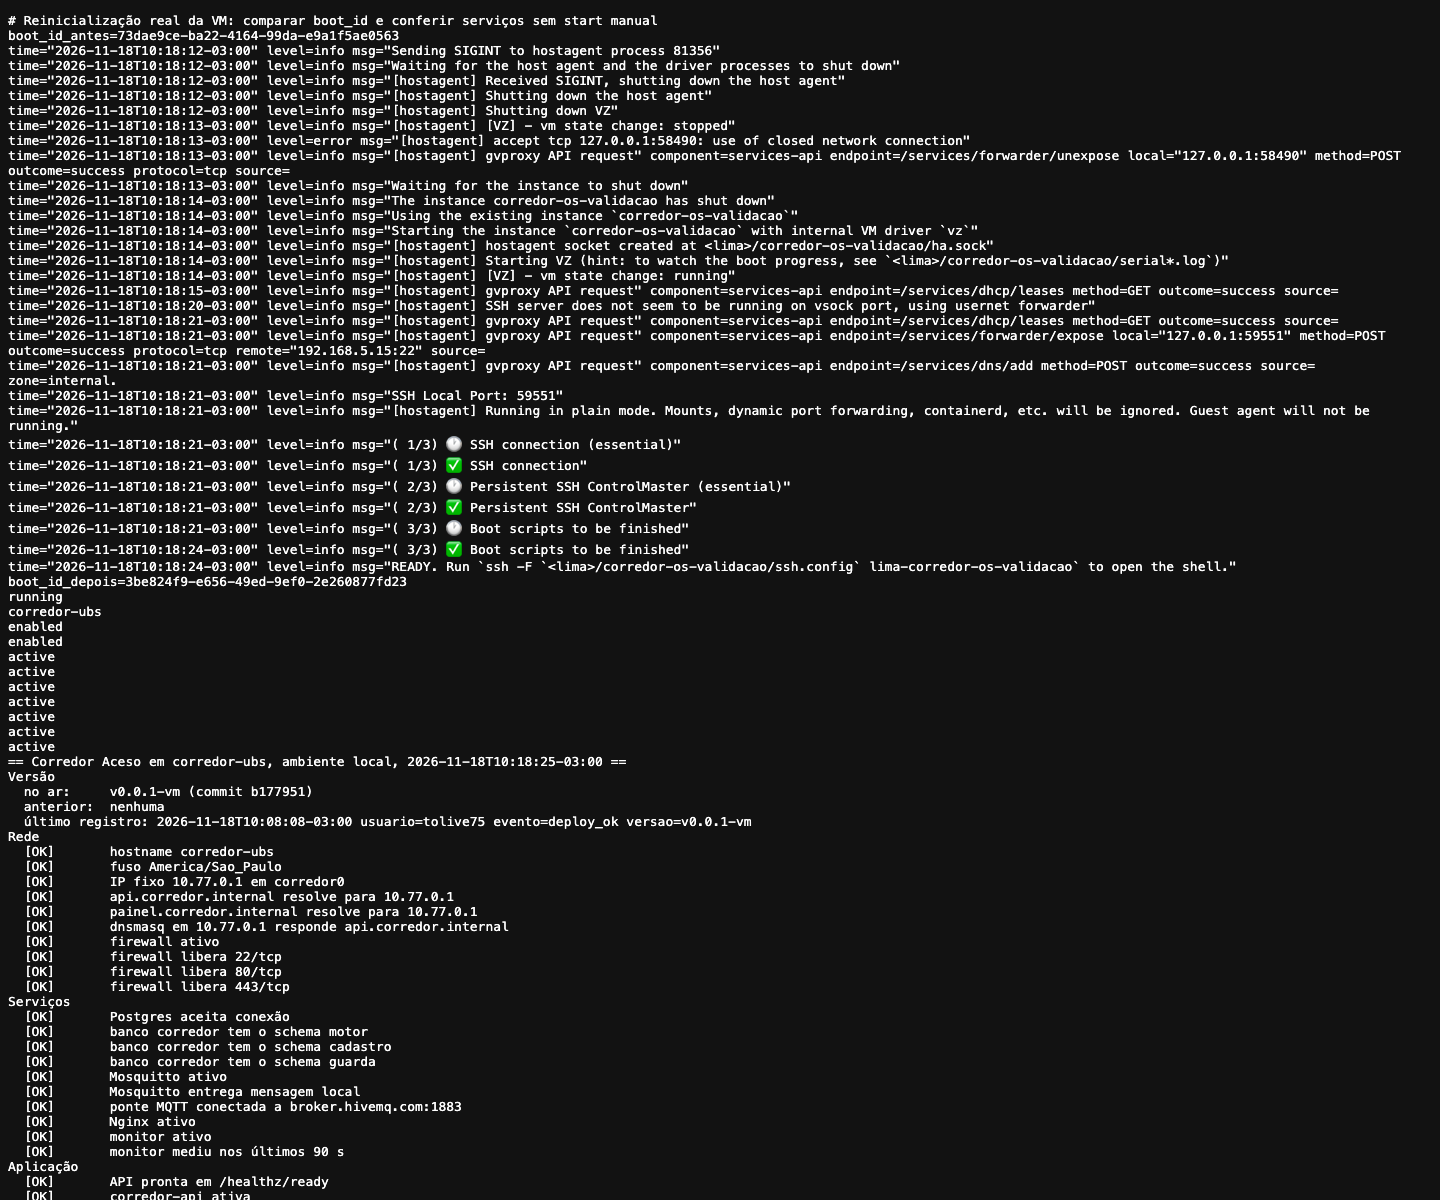 # Reinicialização real da VM: comparar boot_id e conferir serviços sem start manual
boot_id_antes=73dae9ce-ba22-4164-99da-e9a1f5ae0563
time="2026-11-18T10:18:12-03:00" level=info msg="Sending SIGINT to hostagent process 81356"
time="2026-11-18T10:18:12-03:00" level=info msg="Waiting for the host agent and the driver processes to shut down"
time="2026-11-18T10:18:12-03:00" level=info msg="[hostagent] Received SIGINT, shutting down the host agent"
time="2026-11-18T10:18:12-03:00" level=info msg="[hostagent] Shutting down the host agent"
time="2026-11-18T10:18:12-03:00" level=info msg="[hostagent] Shutting down VZ"
time="2026-11-18T10:18:13-03:00" level=info msg="[hostagent] [VZ] - vm state change: stopped"
time="2026-11-18T10:18:13-03:00" level=error msg="[hostagent] accept tcp 127.0.0.1:58490: use of closed network connection"
time="2026-11-18T10:18:13-03:00" level=info msg="[hostagent] gvproxy API request" component=services-api endpoint=/services/forwarder/unexpose local="127.0.0.1:58490" method=POST
outcome=success protocol=tcp source=
time="2026-11-18T10:18:13-03:00" level=info msg="Waiting for the instance to shut down"
time="2026-11-18T10:18:14-03:00" level=info msg="The instance corredor-os-validacao has shut down"
time="2026-11-18T10:18:14-03:00" level=info msg="Using the existing instance `corredor-os-validacao`"
time="2026-11-18T10:18:14-03:00" level=info msg="Starting the instance `corredor-os-validacao` with internal VM driver `vz`"
time="2026-11-18T10:18:14-03:00" level=info msg="[hostagent] hostagent socket created at <lima>/corredor-os-validacao/ha.sock"
time="2026-11-18T10:18:14-03:00" level=info msg="[hostagent] Starting VZ (hint: to watch the boot progress, see `<lima>/corredor-os-validacao/serial*.log`)"
time="2026-11-18T10:18:14-03:00" level=info msg="[hostagent] [VZ] - vm state change: running"
time="2026-11-18T10:18:15-03:00" level=info msg="[hostagent] gvproxy API request" component=services-api endpoint=/services/dhcp/leases method=GET outcome=success source=
time="2026-11-18T10:18:20-03:00" level=info msg="[hostagent] SSH server does not seem to be running on vsock port, using usernet forwarder"
time="2026-11-18T10:18:21-03:00" level=info msg="[hostagent] gvproxy API request" component=services-api endpoint=/services/dhcp/leases method=GET outcome=success source=
time="2026-11-18T10:18:21-03:00" level=info msg="[hostagent] gvproxy API request" component=services-api endpoint=/services/forwarder/expose local="127.0.0.1:59551" method=POST
outcome=success protocol=tcp remote="192.168.5.15:22" source=
time="2026-11-18T10:18:21-03:00" level=info msg="[hostagent] gvproxy API request" component=services-api endpoint=/services/dns/add method=POST outcome=success source=
zone=internal.
time="2026-11-18T10:18:21-03:00" level=info msg="SSH Local Port: 59551"
time="2026-11-18T10:18:21-03:00" level=info msg="[hostagent] Running in plain mode. Mounts, dynamic port forwarding, containerd, etc. will be ignored. Guest agent will not be
running."
time="2026-11-18T10:18:21-03:00" level=info msg="( 1/3) 🕐 SSH connection (essential)"
time="2026-11-18T10:18:21-03:00" level=info msg="( 1/3) ✅ SSH connection"
time="2026-11-18T10:18:21-03:00" level=info msg="( 2/3) 🕐 Persistent SSH ControlMaster (essential)"
time="2026-11-18T10:18:21-03:00" level=info msg="( 2/3) ✅ Persistent SSH ControlMaster"
time="2026-11-18T10:18:21-03:00" level=info msg="( 3/3) 🕐 Boot scripts to be finished"
time="2026-11-18T10:18:24-03:00" level=info msg="( 3/3) ✅ Boot scripts to be finished"
time="2026-11-18T10:18:24-03:00" level=info msg="READY. Run `ssh -F `<lima>/corredor-os-validacao/ssh.config` lima-corredor-os-validacao` to open the shell."
boot_id_depois=3be824f9-e656-49ed-9ef0-2e260877fd23
running
corredor-ubs
enabled
enabled
active
active
active
active
active
active
active
== Corredor Aceso em corredor-ubs, ambiente local, 2026-11-18T10:18:25-03:00 ==
Versão
no ar: v0.0.1-vm (commit b177951)
anterior: nenhuma
último registro: 2026-11-18T10:08:08-03:00 usuario=tolive75 evento=deploy_ok versao=v0.0.1-vm
Rede
[OK] hostname corredor-ubs
[OK] fuso America/Sao_Paulo
[OK] IP fixo 10.77.0.1 em corredor0
[OK] api.corredor.internal resolve para 10.77.0.1
[OK] painel.corredor.internal resolve para 10.77.0.1
[OK] dnsmasq em 10.77.0.1 responde api.corredor.internal
[OK] firewall ativo
[OK] firewall libera 22/tcp
[OK] firewall libera 80/tcp
[OK] firewall libera 443/tcp
Serviços
[OK] Postgres aceita conexão
[OK] banco corredor tem o schema motor
[OK] banco corredor tem o schema cadastro
[OK] banco corredor tem o schema guarda
[OK] Mosquitto ativo
[OK] Mosquitto entrega mensagem local
[OK] ponte MQTT conectada a broker.hivemq.com:1883
[OK] Nginx ativo
[OK] monitor ativo
[OK] monitor mediu nos últimos 90 s
Aplicação
[OK] API pronta em /healthz/ready
[OK] corredor-api ativa